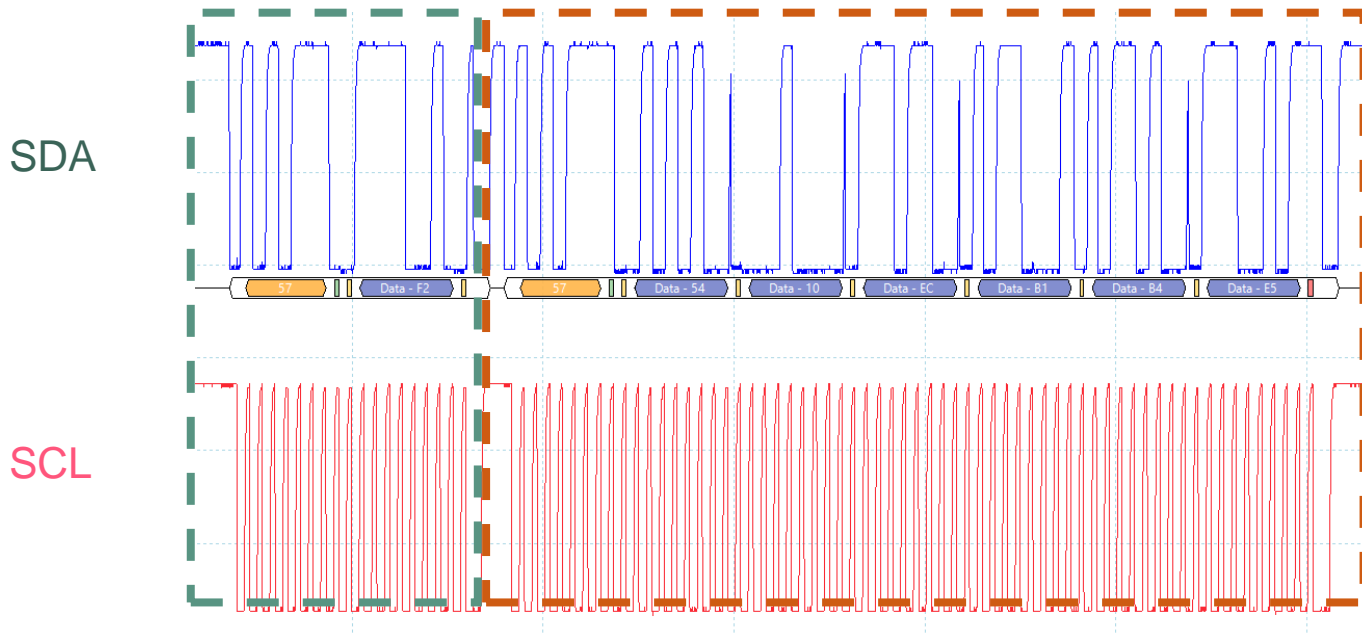 SDA
57 Data - F2 57 Data - 54 Data - 10 Data - EC Data - B1 Data - B4 Data - E5
SCL